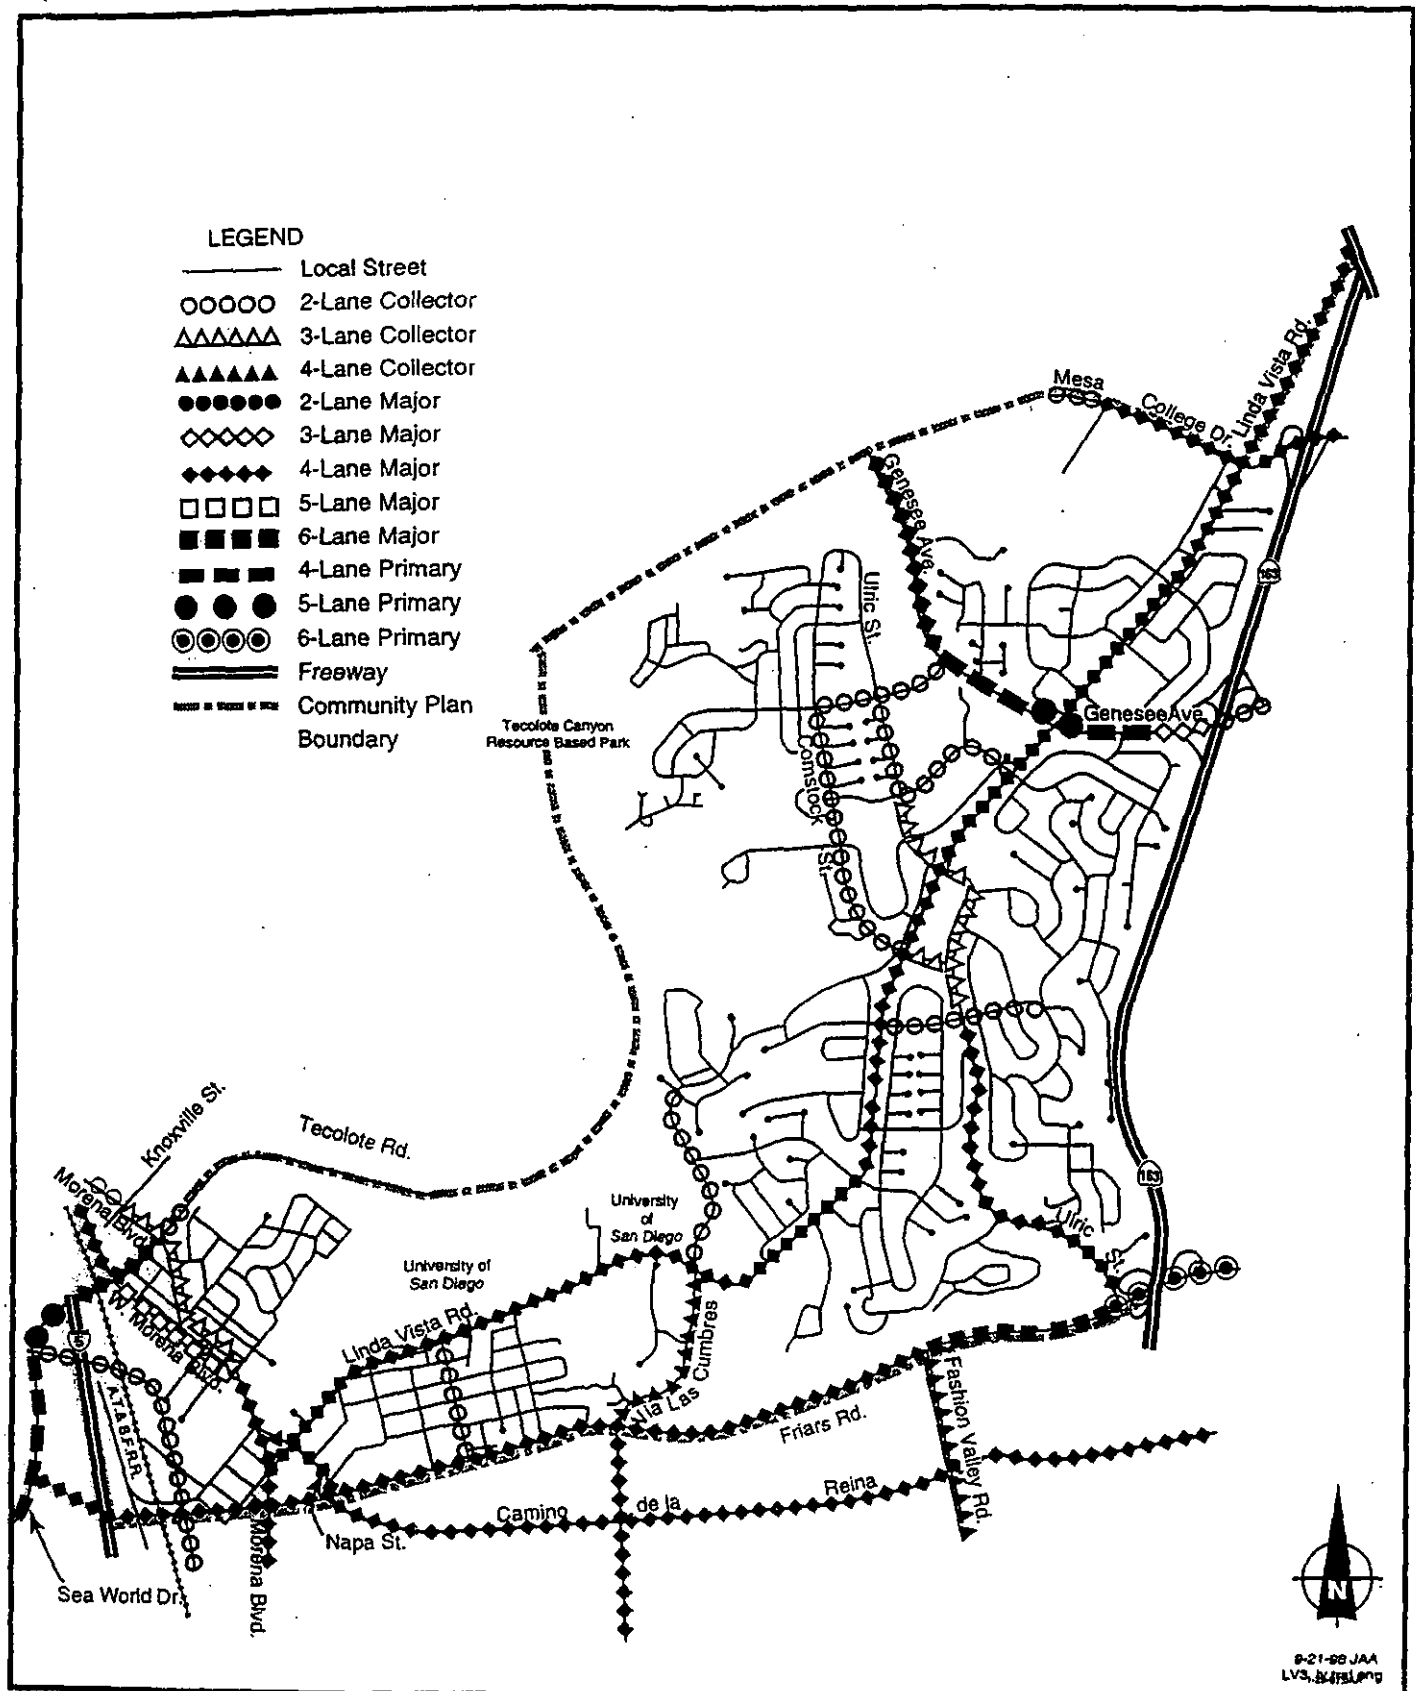 LEGEND
Local Street
2-Lane Collector
3-Lane Collector
4-Lane Collector
2-Lane Major
3-Lane Major
4-Lane Major
5-Lane Major
6-Lane Major
4-Lane Primary
5-Lane Primary
6-Lane Primary
Freeway
Community Plan
Boundary
Linda Vista Rd.
Mesa
College Dr.
Genesee Ave.
163
Ulric St.
Tecolote Canyon
Resource Based Park
Genesee Ave.
Comstock
St.
Knoxville St.
Tecolote Rd.
Morena Blvd.
163
University
of
San Diego
Ulric
St.
University of
San Diego
Linda Vista Rd.
W. Morena Blvd.
5
Via Las
Cumbres
A.T.& S.F.R.R.
Friars Rd.
Fashion Valley Rd.
Camino
de la
Reina
Napa St.
Morena Blvd.
Sea World Dr.
N
9-21-98 JAA